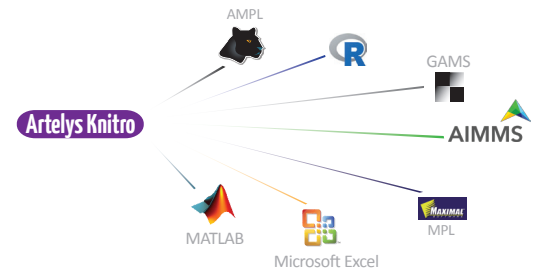 AMPL
R
GAMS
Artelys Knitro
AIMMS
MAXIMAL
MATLAB
MPL
Microsoft Excel